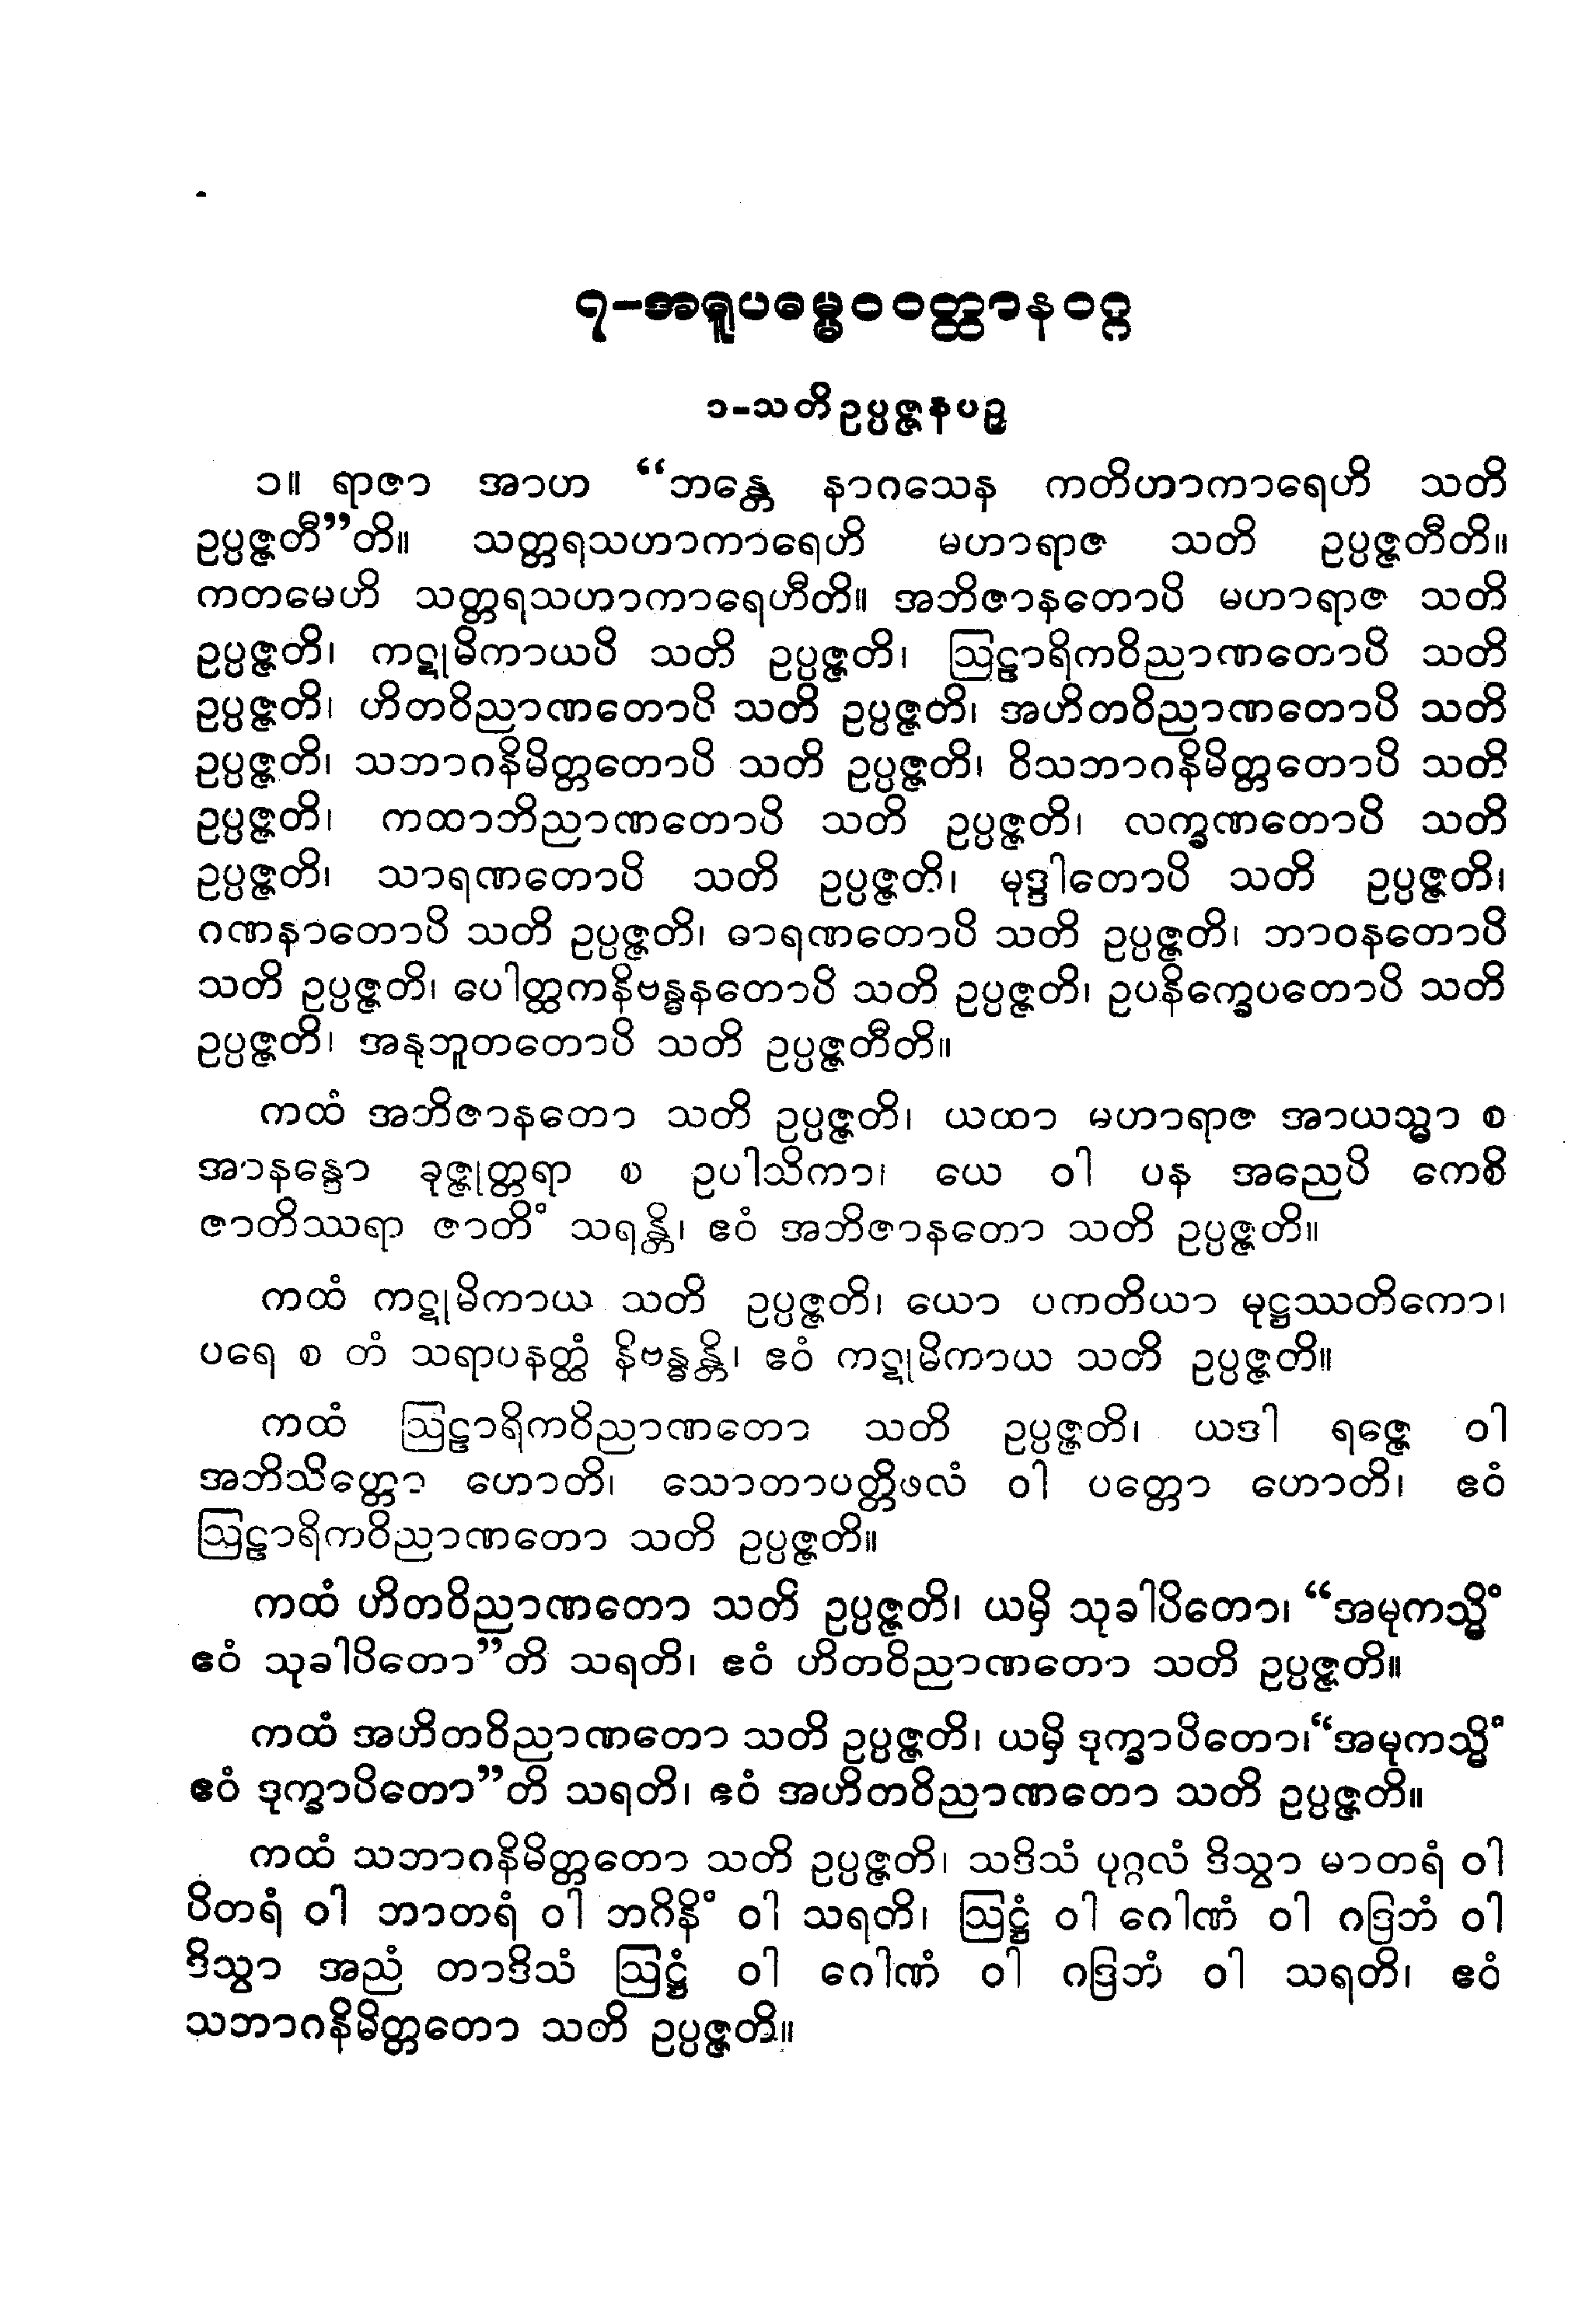 ၇-အရူပဓမ္မဝဝတ္ထာနဝဂ္ဂ
၁-သတိဥပ္ပဇ္ဇနပဉှ
၁။ ရာဇာ အာဟ “ဘန္တေ နာဂသေန ကတိဟာကာရေဟိ သတိ
ဥပ္ပဇ္ဇတီ”တိ။ သတ္တရသဟာကာရေဟိ မဟာရာဇ သတိ ဥပ္ပဇ္ဇတီတိ။
ကတမေဟိ သတ္တရသဟာကာရေဟီတိ။ အဘိဇာနတောပိ မဟာရာဇ သတိ
ဥပ္ပဇ္ဇတိ၊ ကဋုမိကာယပိ သတိ ဥပ္ပဇ္ဇတိ၊ ဩဠာရိကဝိညာဏတောပိ သတိ
ဥပ္ပဇ္ဇတိ၊ ဟိတဝိညာဏတောပိ သတိ ဥပ္ပဇ္ဇတိ၊ အဟိတဝိညာဏတောပိ သတိ
ဥပ္ပဇ္ဇတိ၊ သဘာဂနိမိတ္တတောပိ သတိ ဥပ္ပဇ္ဇတိ၊ ဝိသဘာဂနိမိတ္တတောပိ သတိ
ဥပ္ပဇ္ဇတိ၊ ကထာဘိညာဏတောပိ သတိ ဥပ္ပဇ္ဇတိ၊ လက္ခဏတောပိ သတိ
ဥပ္ပဇ္ဇတိ၊ သာရဏတောပိ သတိ ဥပ္ပဇ္ဇတိ၊ မုဒ္ဒါတောပိ သတိ ဥပ္ပဇ္ဇတိ၊
ဂဏနာတောပိ သတိ ဥပ္ပဇ္ဇတိ၊ ဓာရဏတောပိ သတိ ဥပ္ပဇ္ဇတိ၊ ဘာဝနတောပိ
သတိ ဥပ္ပဇ္ဇတိ၊ ပေါတ္ထကနိဗန္ဓနတောပိ သတိ ဥပ္ပဇ္ဇတိ၊ ဥပနိက္ခေပတောပိ သတိ
ဥပ္ပဇ္ဇတိ၊ အနုဘူတတောပိ သတိ ဥပ္ပဇ္ဇတီတိ။
ကထံ အဘိဇာနတော သတိ ဥပ္ပဇ္ဇတိ၊ ယထာ မဟာရာဇ အာယသ္မာ စ
အာနန္ဒော ခုဇ္ဇုတ္တရာ စ ဥပါသိကာ၊ ယေ ဝါ ပန အညေပိ ကေစိ
ဇာတိဿရာ ဇာတိံ သရန္တိ၊ ဧဝံ အဘိဇာနတော သတိ ဥပ္ပဇ္ဇတိ။
ကထံ ကဋုမိကာယ သတိ ဥပ္ပဇ္ဇတိ၊ ယော ပကတိယာ မုဋ္ဌဿတိကော၊
ပရေ စ တံ သရာပနတ္ထံ နိဗန္ဓန္တိ၊ ဧဝံ ကဋုမိကာယ သတိ ဥပ္ပဇ္ဇတိ။
ကထံ ဩဠာရိကဝိညာဏတော သတိ ဥပ္ပဇ္ဇတိ၊ ယဒါ ရဇ္ဇေ ဝါ
အဘိသိတ္တော ဟောတိ၊ သောတာပတ္တိဖလံ ဝါ ပတ္တော ဟောတိ၊ ဧဝံ
ဩဠာရိကဝိညာဏတော သတိ ဥပ္ပဇ္ဇတိ။
ကထံ ဟိတဝိညာဏတော သတိ ဥပ္ပဇ္ဇတိ၊ ယမှိ သုခါပိတော၊ “အမုကသ္မိံ
ဧဝံ သုခါပိတော”တိ သရတိ၊ ဧဝံ ဟိတဝိညာဏတော သတိ ဥပ္ပဇ္ဇတိ။
ကထံ အဟိတဝိညာဏတော သတိ ဥပ္ပဇ္ဇတိ၊ ယမှိ ဒုက္ခာပိတော၊“အမုကသ္မိံ
ဧဝံ ဒုက္ခာပိတော”တိ သရတိ၊ ဧဝံ အဟိတဝိညာဏတော သတိ ဥပ္ပဇ္ဇတိ။
ကထံ သဘာဂနိမိတ္တတော သတိ ဥပ္ပဇ္ဇတိ၊ သဒိသံ ပုဂ္ဂလံ ဒိသွာ မာတရံ ဝါ
ပိတရံ ဝါ ဘာတရံ ဝါ ဘဂိနိံ ဝါ သရတိ၊ ဩဋ္ဌံ ဝါ ဂေါဏံ ဝါ ဂဒြဘံ ဝါ
ဒိသွာ အညံ တာဒိသံ ဩဋ္ဌံ ဝါ ဂေါဏံ ဝါ ဂဒြဘံ ဝါ သရတိ၊ ဧဝံ
သဘာဂနိမိတ္တတော သတိ ဥပ္ပဇ္ဇတိ။